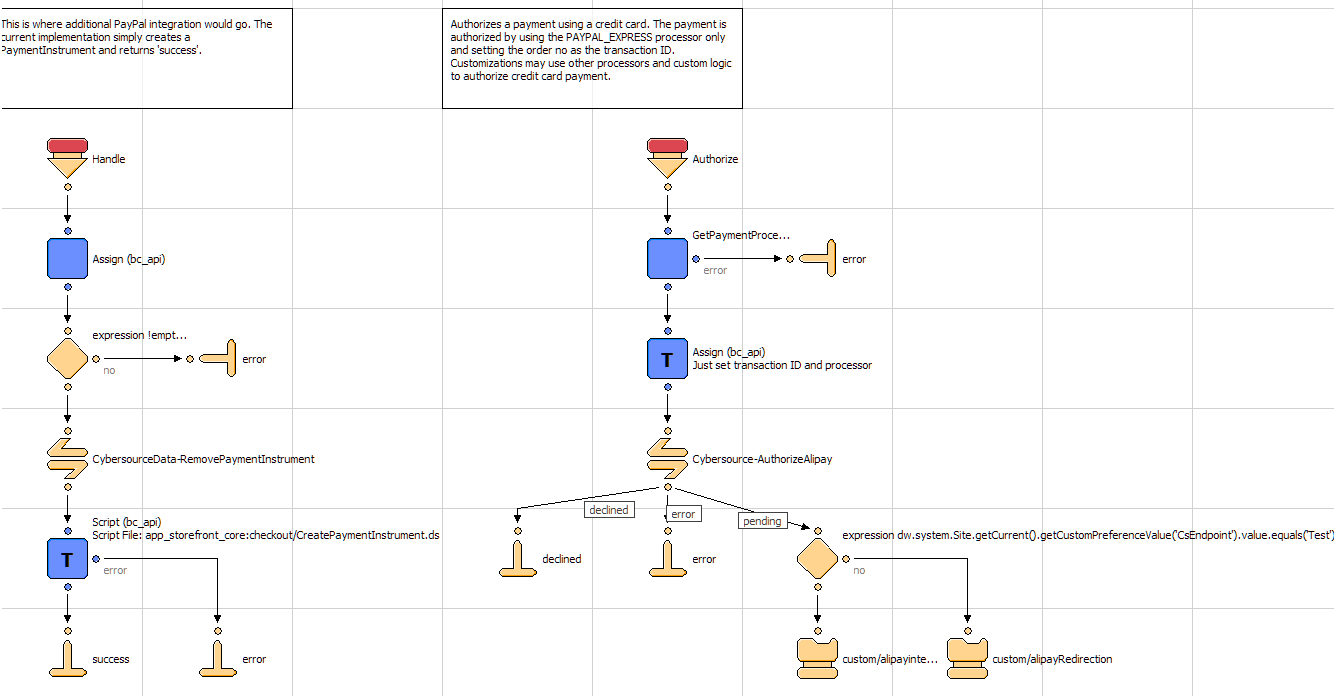 This is where additional PayPal integration would go. The
current implementation simply creates a
PaymentInstrument and returns 'success'.
Authorizes a payment using a credit card. The payment is
authorized by using the PAYPAL_EXPRESS processor only
and setting the order no as the transaction ID.
Customizations may use other processors and custom logic
to authorize credit card payment.
Handle
Assign (bc_api)
expression !empt...
no
error
CybersourceData-RemovePaymentInstrument
Script (bc_api)
Script File: app_storefront_core:checkout/CreatePaymentInstrument.ds
T
error
success
error
Authorize
GetPaymentProce...
error
error
T
Assign (bc_api)
Just set transaction ID and processor
Cybersource-AuthorizeAlipay
declined
error
pending
declined
error
expression dw.system.Site.getCurrent().getCustomPreferenceValue('CsEndpoint').value.equals('Test')
no
custom/alipayinte...
custom/alipayRedirection